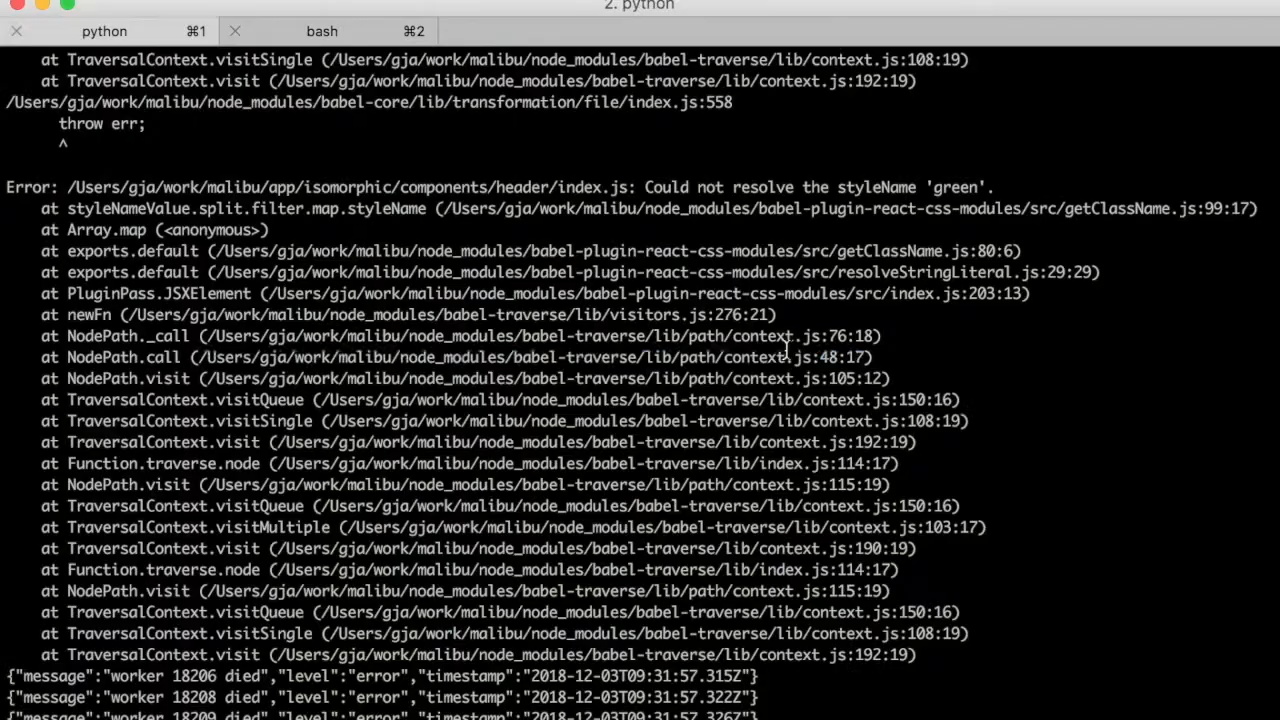 2. python
python ⌘1 bash ⌘2
at TraversalContext.visitSingle (/Users/gja/work/malibu/node_modules/babel-traverse/lib/context.js:108:19)
at TraversalContext.visit (/Users/gja/work/malibu/node_modules/babel-traverse/lib/context.js:192:19)
/Users/gja/work/malibu/node_modules/babel-core/lib/transformation/file/index.js:558
throw err;
^
Error: /Users/gja/work/malibu/app/isomorphic/components/header/index.js: Could not resolve the styleName 'green'.
at styleNameValue.split.filter.map.styleName (/Users/gja/work/malibu/node_modules/babel-plugin-react-css-modules/src/getClassName.js:99:17)
at Array.map (<anonymous>)
at exports.default (/Users/gja/work/malibu/node_modules/babel-plugin-react-css-modules/src/getClassName.js:80:6)
at exports.default (/Users/gja/work/malibu/node_modules/babel-plugin-react-css-modules/src/resolveStringLiteral.js:29:29)
at PluginPass.JSXElement (/Users/gja/work/malibu/node_modules/babel-plugin-react-css-modules/src/index.js:203:13)
at newFn (/Users/gja/work/malibu/node_modules/babel-traverse/lib/visitors.js:276:21)
at NodePath._call (/Users/gja/work/malibu/node_modules/babel-traverse/lib/path/context.js:76:18)
at NodePath.call (/Users/gja/work/malibu/node_modules/babel-traverse/lib/path/context.js:48:17)
at NodePath.visit (/Users/gja/work/malibu/node_modules/babel-traverse/lib/path/context.js:105:12)
at TraversalContext.visitQueue (/Users/gja/work/malibu/node_modules/babel-traverse/lib/context.js:150:16)
at TraversalContext.visitSingle (/Users/gja/work/malibu/node_modules/babel-traverse/lib/context.js:108:19)
at TraversalContext.visit (/Users/gja/work/malibu/node_modules/babel-traverse/lib/context.js:192:19)
at Function.traverse.node (/Users/gja/work/malibu/node_modules/babel-traverse/lib/index.js:114:17)
at NodePath.visit (/Users/gja/work/malibu/node_modules/babel-traverse/lib/path/context.js:115:19)
at TraversalContext.visitQueue (/Users/gja/work/malibu/node_modules/babel-traverse/lib/context.js:150:16)
at TraversalContext.visitMultiple (/Users/gja/work/malibu/node_modules/babel-traverse/lib/context.js:103:17)
at TraversalContext.visit (/Users/gja/work/malibu/node_modules/babel-traverse/lib/context.js:190:19)
at Function.traverse.node (/Users/gja/work/malibu/node_modules/babel-traverse/lib/index.js:114:17)
at NodePath.visit (/Users/gja/work/malibu/node_modules/babel-traverse/lib/path/context.js:115:19)
at TraversalContext.visitQueue (/Users/gja/work/malibu/node_modules/babel-traverse/lib/context.js:150:16)
at TraversalContext.visitSingle (/Users/gja/work/malibu/node_modules/babel-traverse/lib/context.js:108:19)
at TraversalContext.visit (/Users/gja/work/malibu/node_modules/babel-traverse/lib/context.js:192:19)
{"message":"worker 18206 died","level":"error","timestamp":"2018-12-03T09:31:57.315Z"}
{"message":"worker 18208 died","level":"error","timestamp":"2018-12-03T09:31:57.322Z"}
{"message":"worker 18209 died","level":"error","timestamp":"2018-12-03T09:31:57.326Z"}